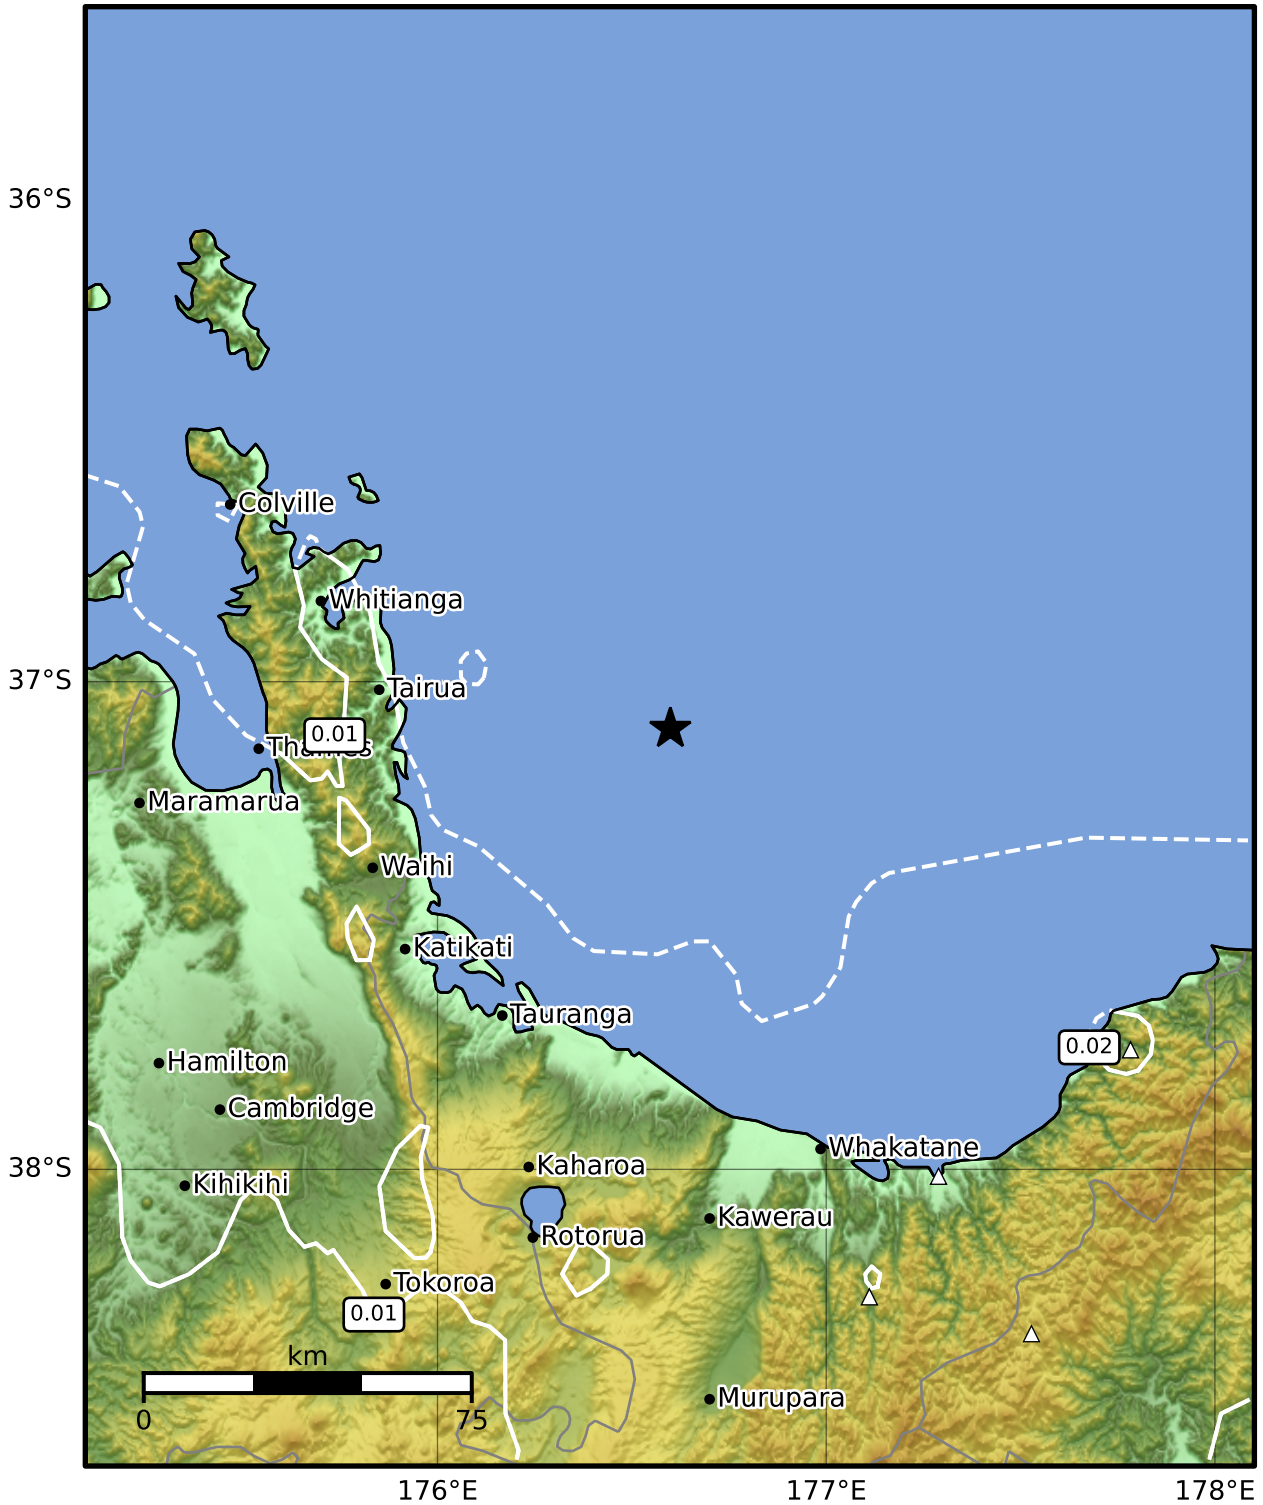 36°S
Colville
Whitianga
37°S
Tairua
0.01
Thames
Maramarua
Waihi
Katikati
Tauranga
0.02
Hamilton
Cambridge
Whakatane
38°S
Kaharoa
Kihikihi
Kawerau
Rotorua
Tokoroa
0.01
km
0
75
Murupara
176°E
177°E
178°E